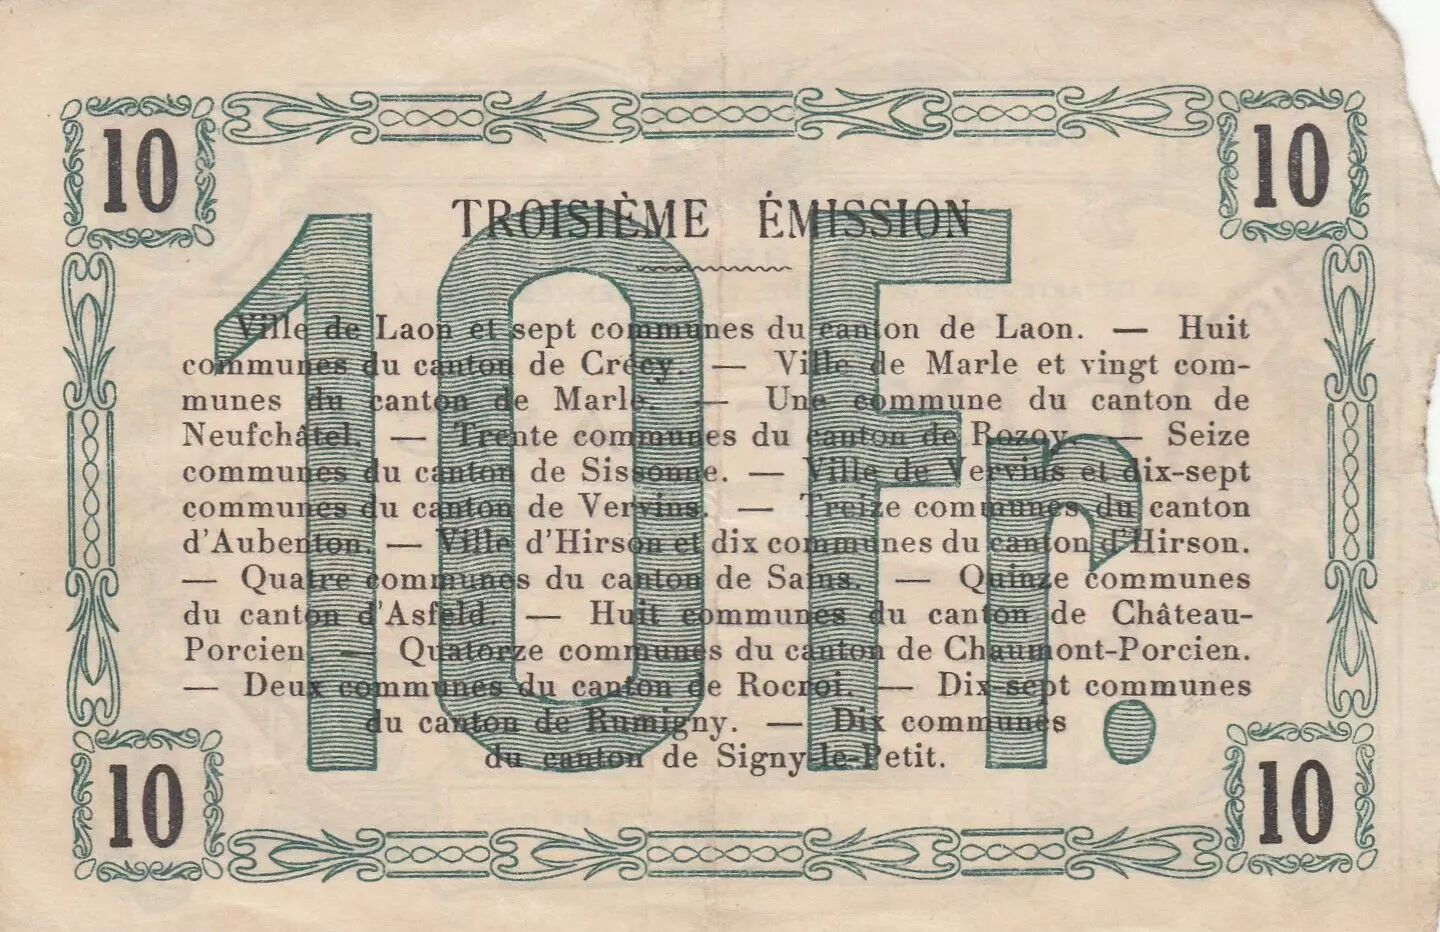 10 10
TROISIÈME ÉMISSION
10 Fr.
Ville de Laon et sept communes du canton de Laon. — Huit
communes du canton de Crécy. — Ville de Marle et vingt com-
munes du canton de Marle. — Une commune du canton de
Neufchâtel. — Trente communes du canton de Rozoy. — Seize
communes du canton de Sissonne. — Ville de Vervins et dix-sept
communes du canton de Vervins. — Treize communes du canton
d'Aubenton. — Ville d'Hirson et dix communes du canton d'Hirson.
— Quatre communes du canton de Sains. — Quinze communes
du canton d'Asfeld. — Huit communes du canton de Château-
Porcien. — Quatorze communes du canton de Chaumont-Porcien.
— Deux communes du canton de Rocroi. — Dix-sept communes
du canton de Rumigny. — Dix communes
du canton de Signy-le-Petit.
10 10